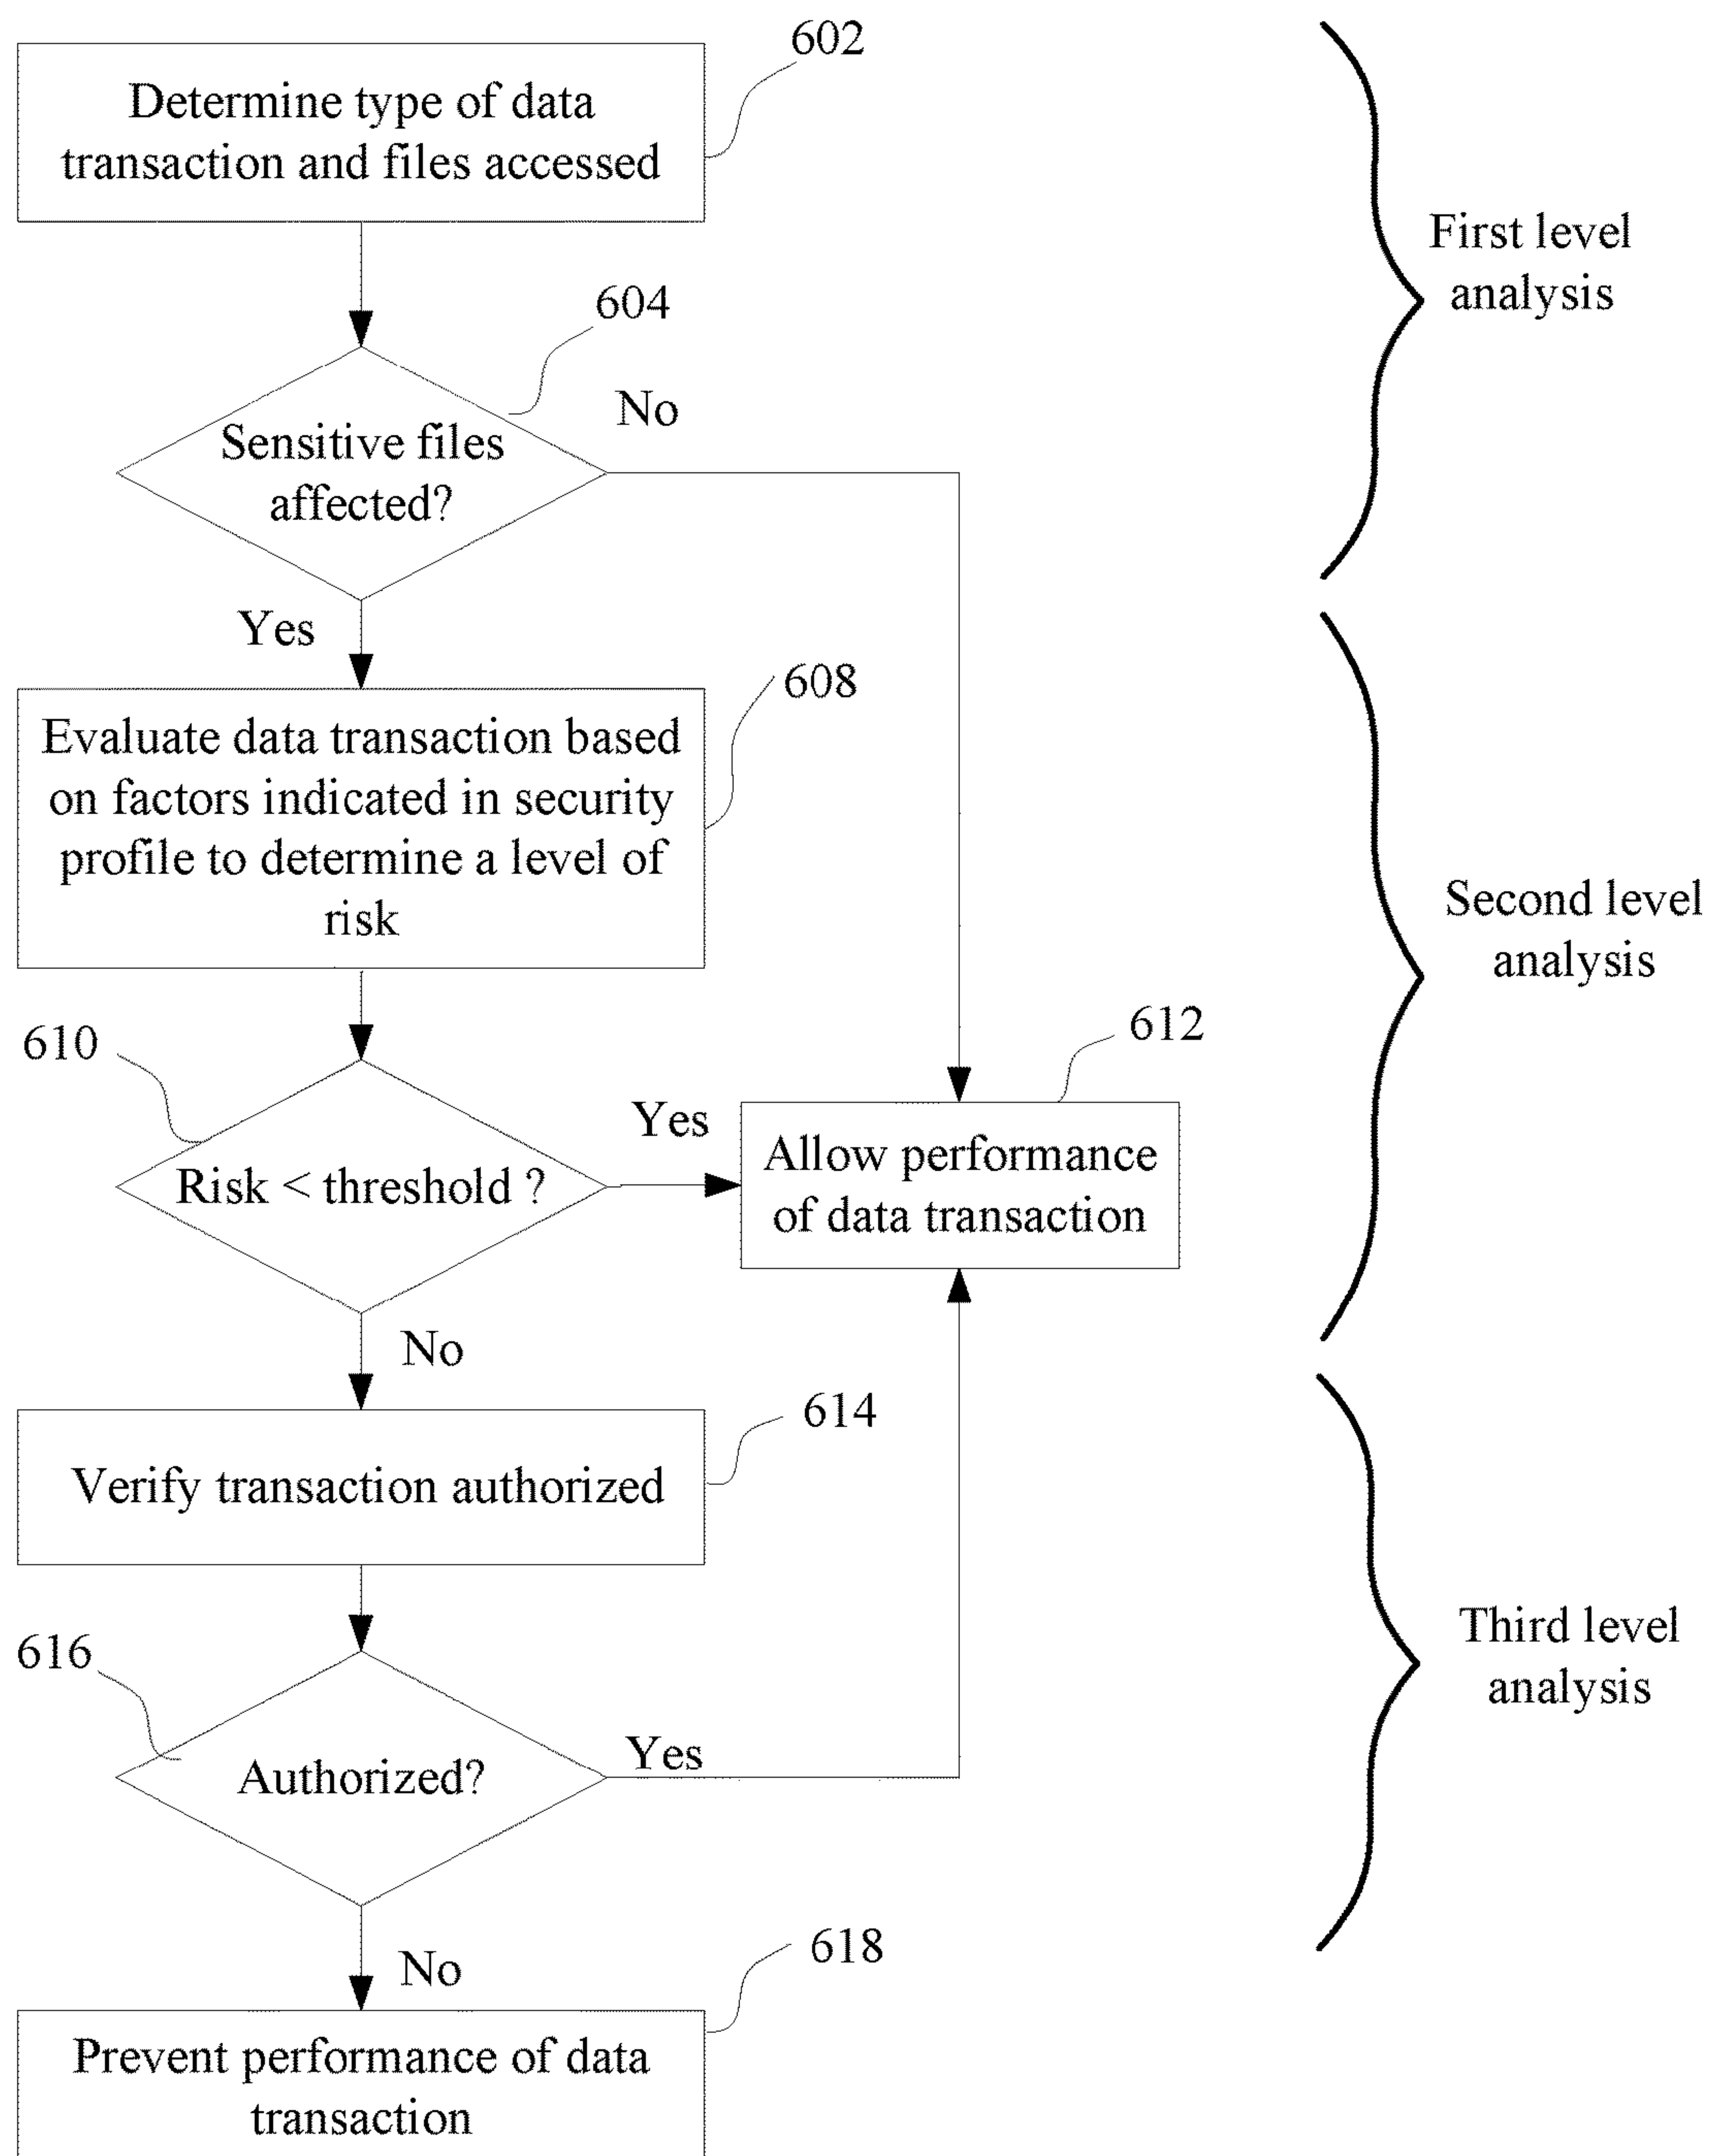 602
Determine type of data
transaction and files accessed
First level
analysis
604
No
Sensitive files
affected?
Yes
608
Evaluate data transaction based
on factors indicated in security
profile to determine a level of
risk
Second level
analysis
610
612
Yes
Risk < threshold ?
Allow performance
of data transaction
No
614
Verify transaction authorized
Third level
analysis
616
Yes
Authorized?
No
618
Prevent performance of data
transaction